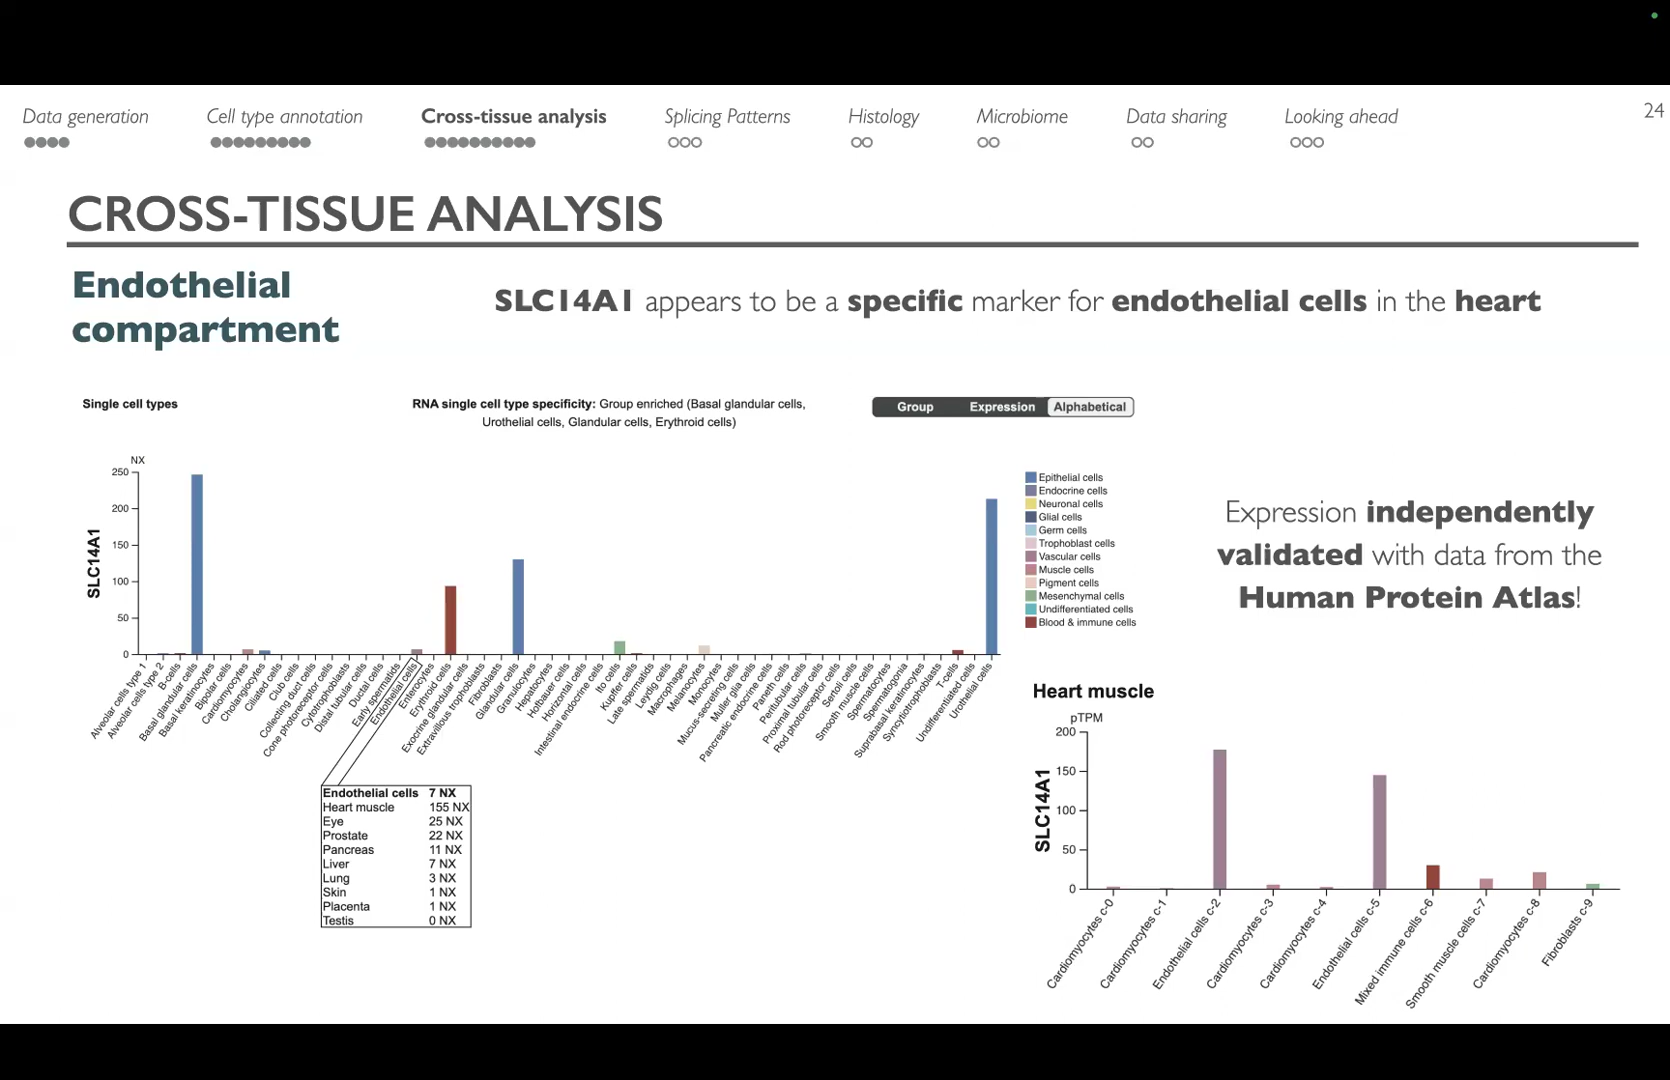 Data generation
Cell type annotation
Cross-tissue analysis
Splicing Patterns
Histology
Microbiome
Data sharing
Looking ahead
24
CROSS-TISSUE ANALYSIS
Endothelial
compartment
SLC14A1 appears to be a specific marker for endothelial cells in the heart
Single cell types
RNA single cell type specificity: Group enriched (Basal glandular cells,
Urothelial cells, Glandular cells, Erythroid cells)
Group
Expression
Alphabetical
NX
250
200
150
100
50
0
SLC14A1
Alveolar cells type 1
Alveolar cells type 2
B-cells
Basal glandular cells
Basal keratinocytes
Bipolar cells
Cardiomyocytes
Cholangiocytes
Ciliated cells
Club cells
Collecting duct cells
Cone photoreceptor cells
Cytotrophoblasts
Distal tubular cells
Ductal cells
Early spermatids
Endothelial cells
Enterocytes
Erythroid cells
Exocrine glandular cells
Extravillous trophoblasts
Fibroblasts
Glandular cells
Granulocytes
Hepatocytes
Hofbauer cells
Horizontal cells
Intestinal endocrine cells
Ito cells
Kupffer cells
Late spermatids
Leydig cells
Macrophages
Melanocytes
Monocytes
Mucus-secreting cells
Muller glia cells
Pancreatic endocrine cells
Paneth cells
Peritubular cells
Proximal tubular cells
Rod photoreceptor cells
Sertoli cells
Smooth muscle cells
Spermatocytes
Spermatogonia
Suprabasal keratinocytes
Syncytiotrophoblasts
T-cells
Undifferentiated cells
Urothelial cells
Epithelial cells
Endocrine cells
Neuronal cells
Glial cells
Germ cells
Trophoblast cells
Vascular cells
Muscle cells
Pigment cells
Mesenchymal cells
Undifferentiated cells
Blood & immune cells
Expression independently
validated with data from the
Human Protein Atlas!
Endothelial cells 7 NX
Heart muscle 155 NX
Eye 25 NX
Prostate 22 NX
Pancreas 11 NX
Liver 7 NX
Lung 3 NX
Skin 1 NX
Placenta 1 NX
Testis 0 NX
Heart muscle
pTPM
200
150
100
50
0
SLC14A1
Cardiomyocytes c-0
Cardiomyocytes c-1
Endothelial cells c-2
Cardiomyocytes c-3
Cardiomyocytes c-4
Endothelial cells c-5
Mixed immune cells c-6
Smooth muscle cells c-7
Cardiomyocytes c-8
Fibroblasts c-9